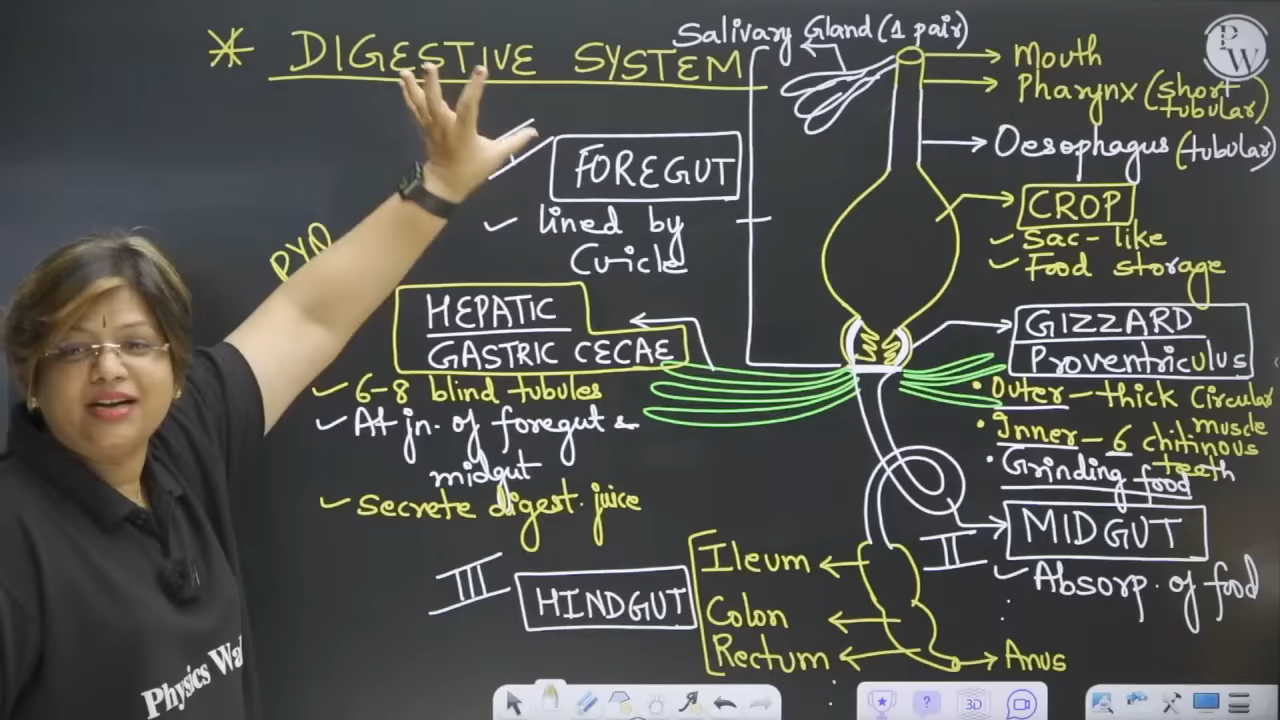 * DIGESTIVE SYSTEM
Salivary Gland (1 pair)
Mouth
Pharynx (short tubular)
Oesophagus (tubular)
PW
I
FOREGUT
✓ lined by
Cuticle
CROP
✓ Sac-like
✓ Food storage
PYQ
HEPATIC
GASTRIC CECAE
✓ 6-8 blind tubules
✓ At jn. of foregut &
midgut
✓ Secrete digest. juice
GIZZARD
Proventriculus
• Outer - thick Circular
muscle
• Inner - 6 chitinous
teeth
• Grinding food
II
MIDGUT
✓ Absorp. of food
III
HINDGUT
Ileum
Colon
Rectum
Anus
Physics Wal
3D